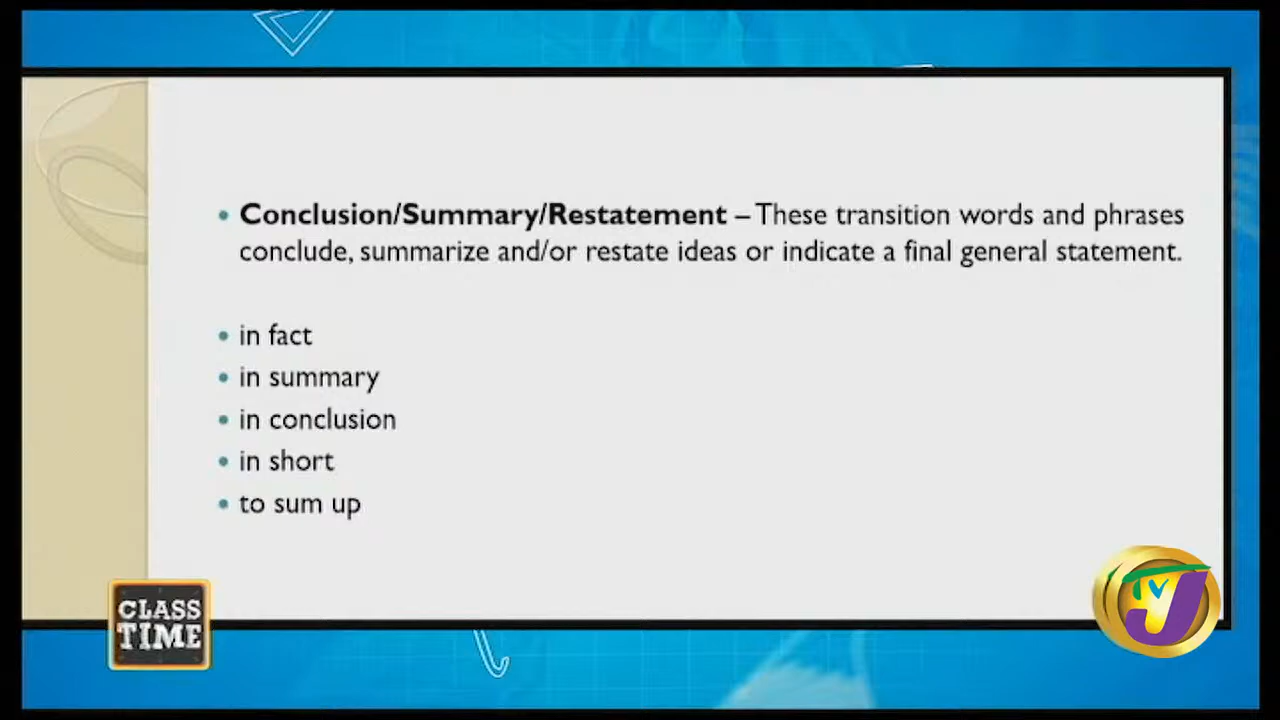 • Conclusion/Summary/Restatement – These transition words and phrases
conclude, summarize and/or restate ideas or indicate a final general statement.
• in fact
• in summary
• in conclusion
• in short
• to sum up
CLASS
TIME
TVJ